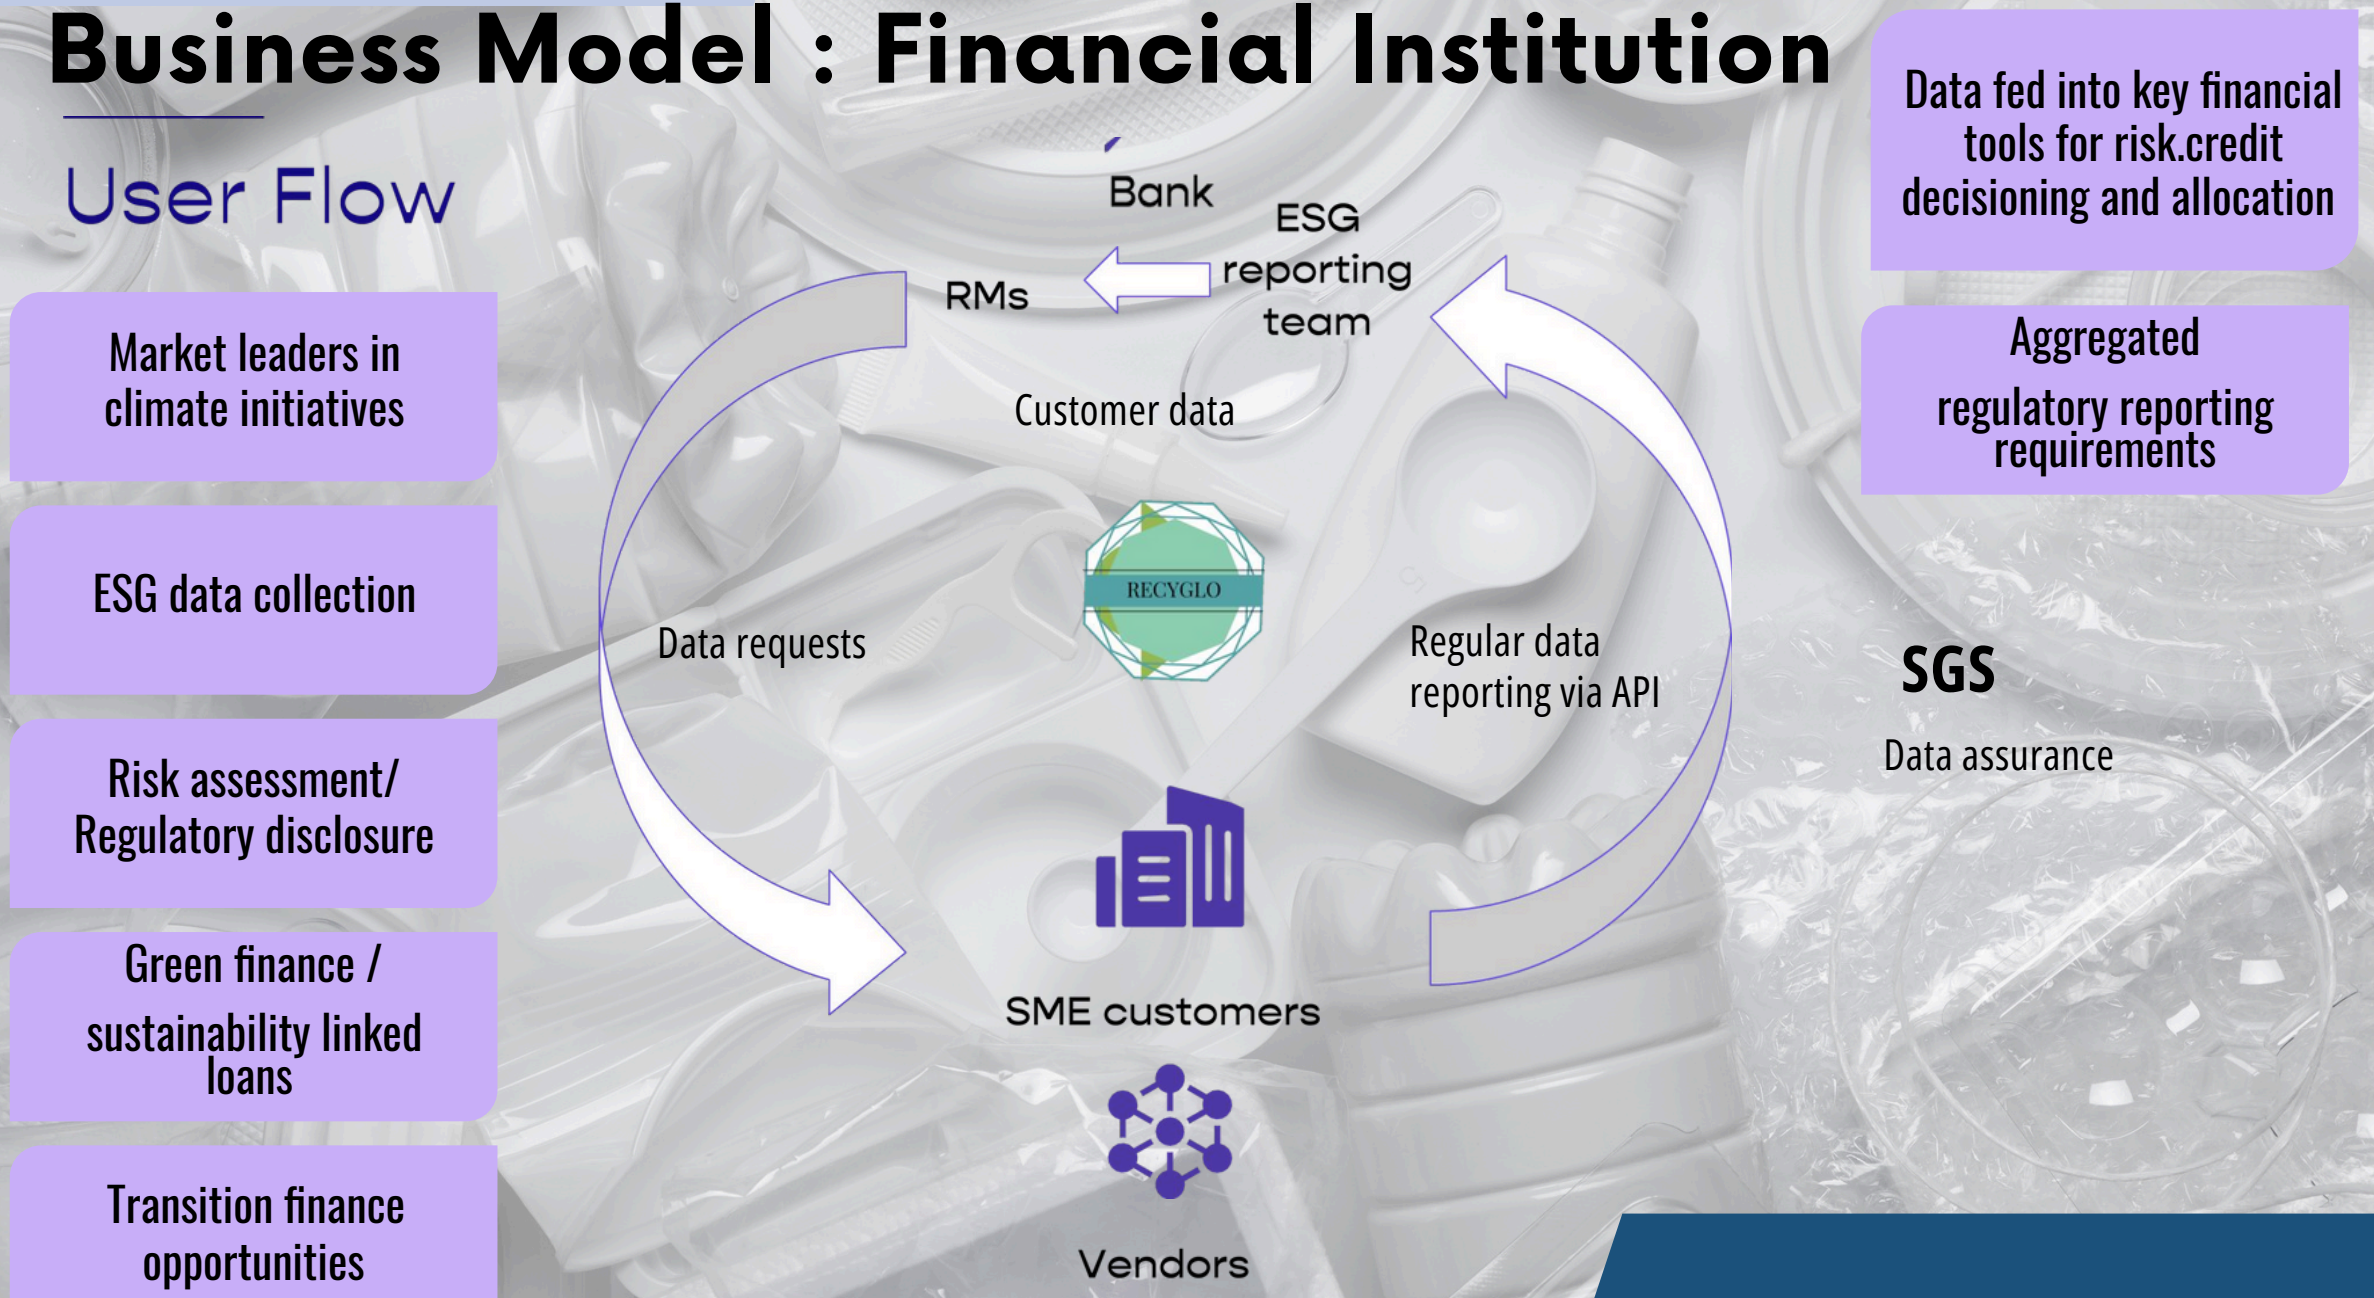 Business Model : Financial Institution
User Flow
Market leaders in
climate initiatives
ESG data collection
Risk assessment/
Regulatory disclosure
Green finance /
sustainability linked
loans
Transition finance
opportunities
Bank
ESG
reporting
team
RMs
Customer data
RECYGLO
Data requests
Regular data
reporting via API
SME customers
Vendors
Data fed into key financial
tools for risk.credit
decisioning and allocation
Aggregated
regulatory reporting
requirements
SGS
Data assurance